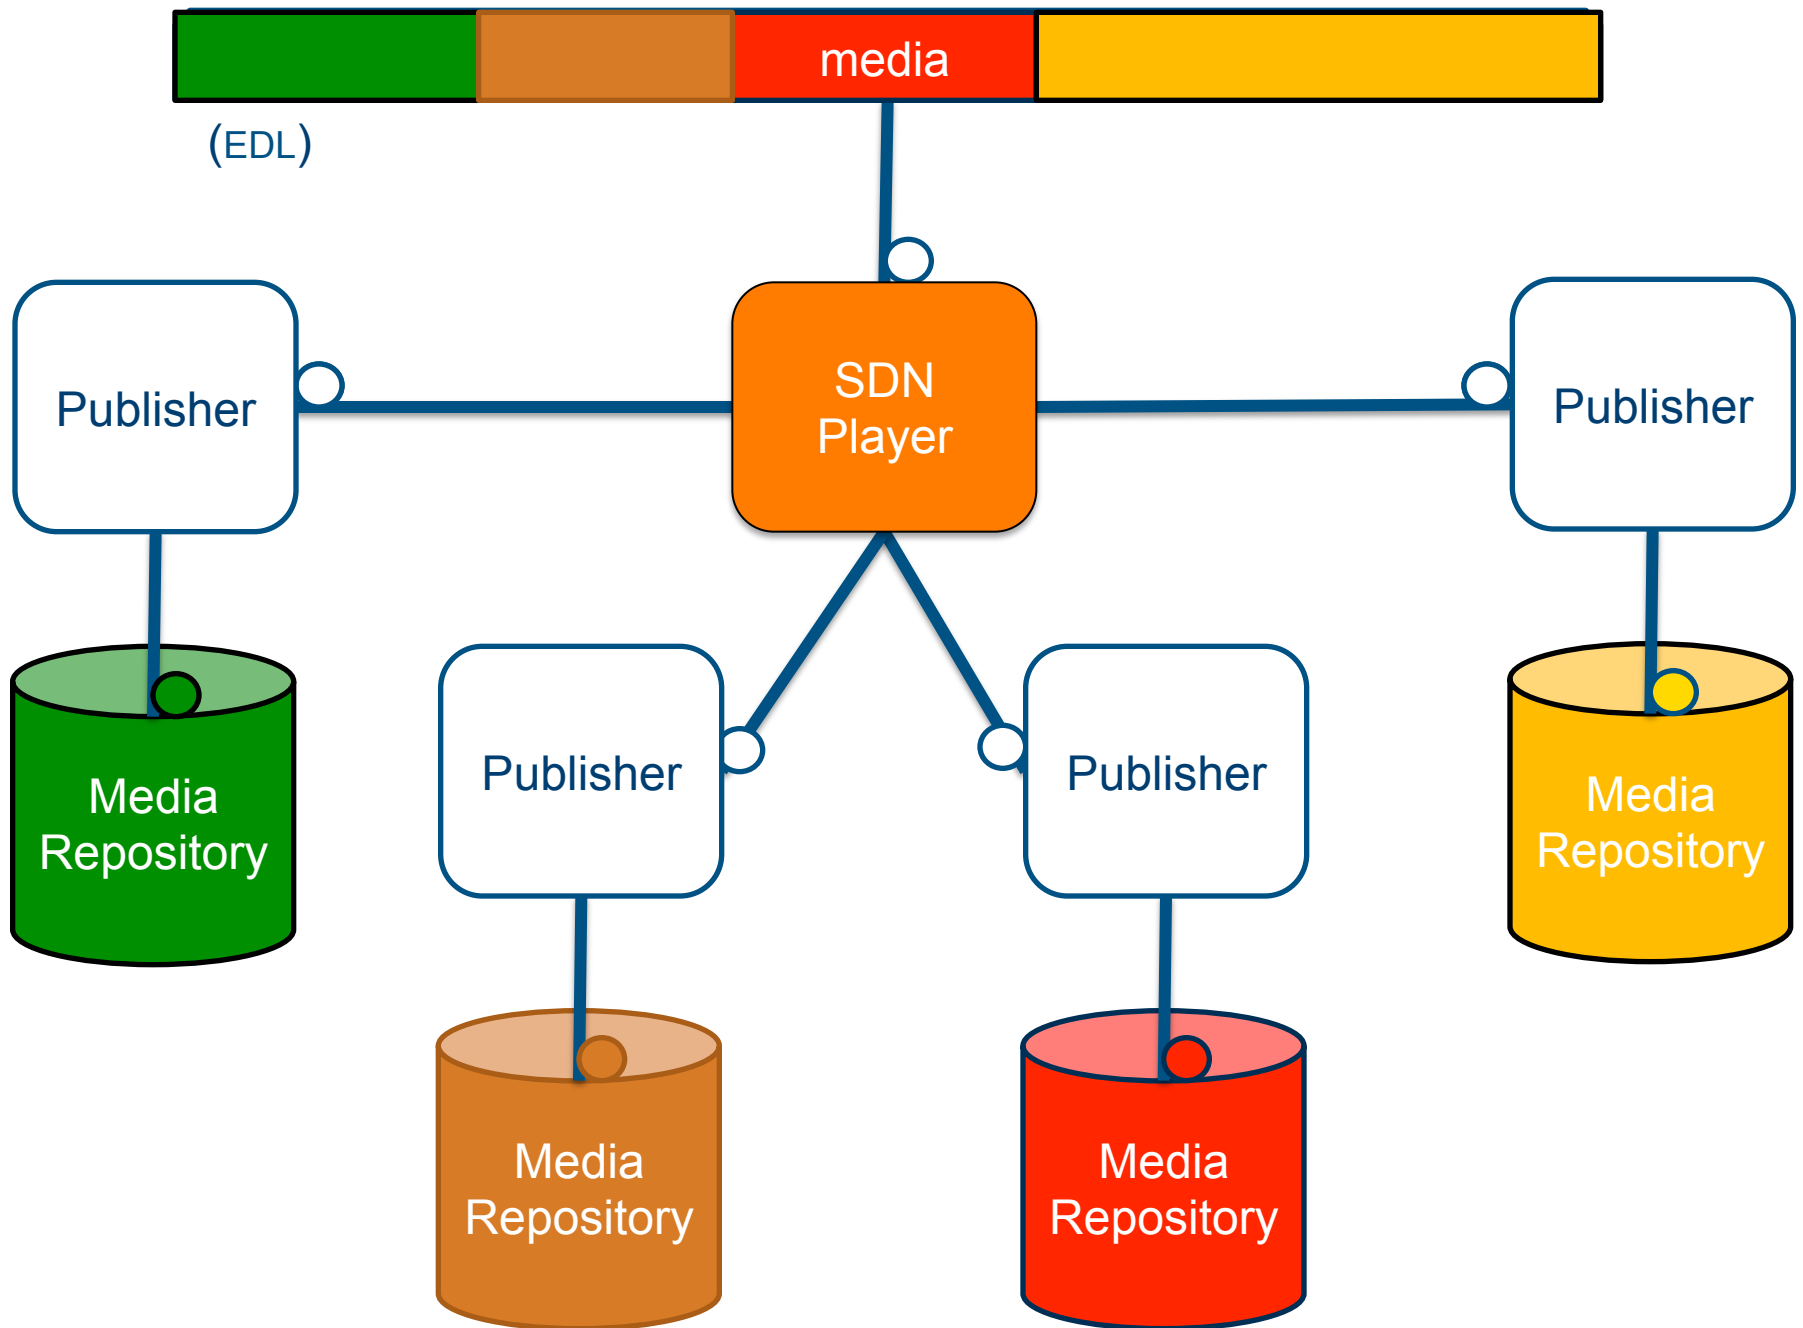 media
(EDL)
SDN
Player
Publisher
Publisher
Publisher
Publisher
Media
Repository
Media
Repository
Media
Repository
Media
Repository